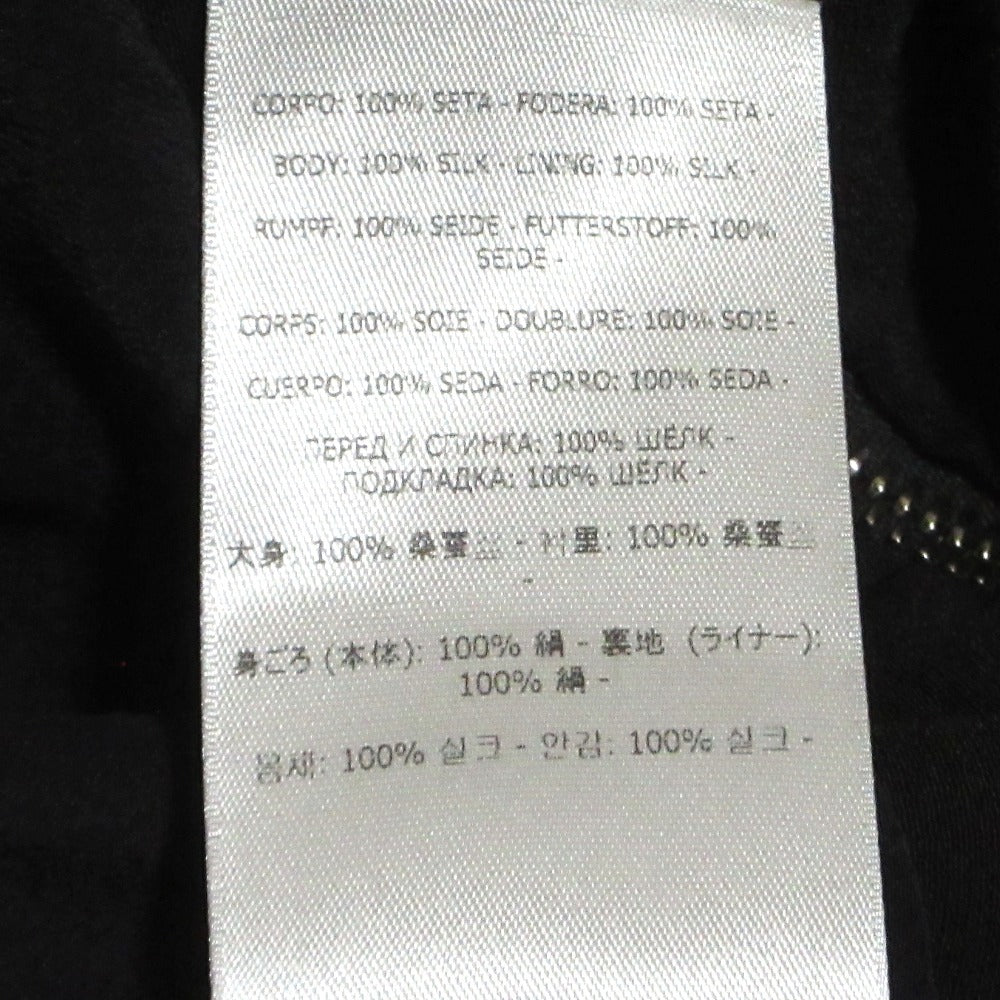 CORPO: 100% SETA - FODERA: 100% SETA -
BODY: 100% SILK - LINING: 100% SILK -
RUMPF: 100% SEIDE - FUTTERSTOFF: 100%
SEIDE -
CORPS: 100% SOIE - DOUBLURE: 100% SOIE -
CUERPO: 100% SEDA - FORRO: 100% SEDA -
ПЕРЕД И СПИНКА: 100% ШЁЛК -
ПОДКЛАДКА: 100% ШЁЛК -
大身: 100% 桑蚕丝 - 衬里: 100% 桑蚕丝
-
身ごろ (本体): 100% 絹 - 裏地 (ライナー):
100% 絹 -
몸새: 100% 실크 - 안감: 100% 실크 -